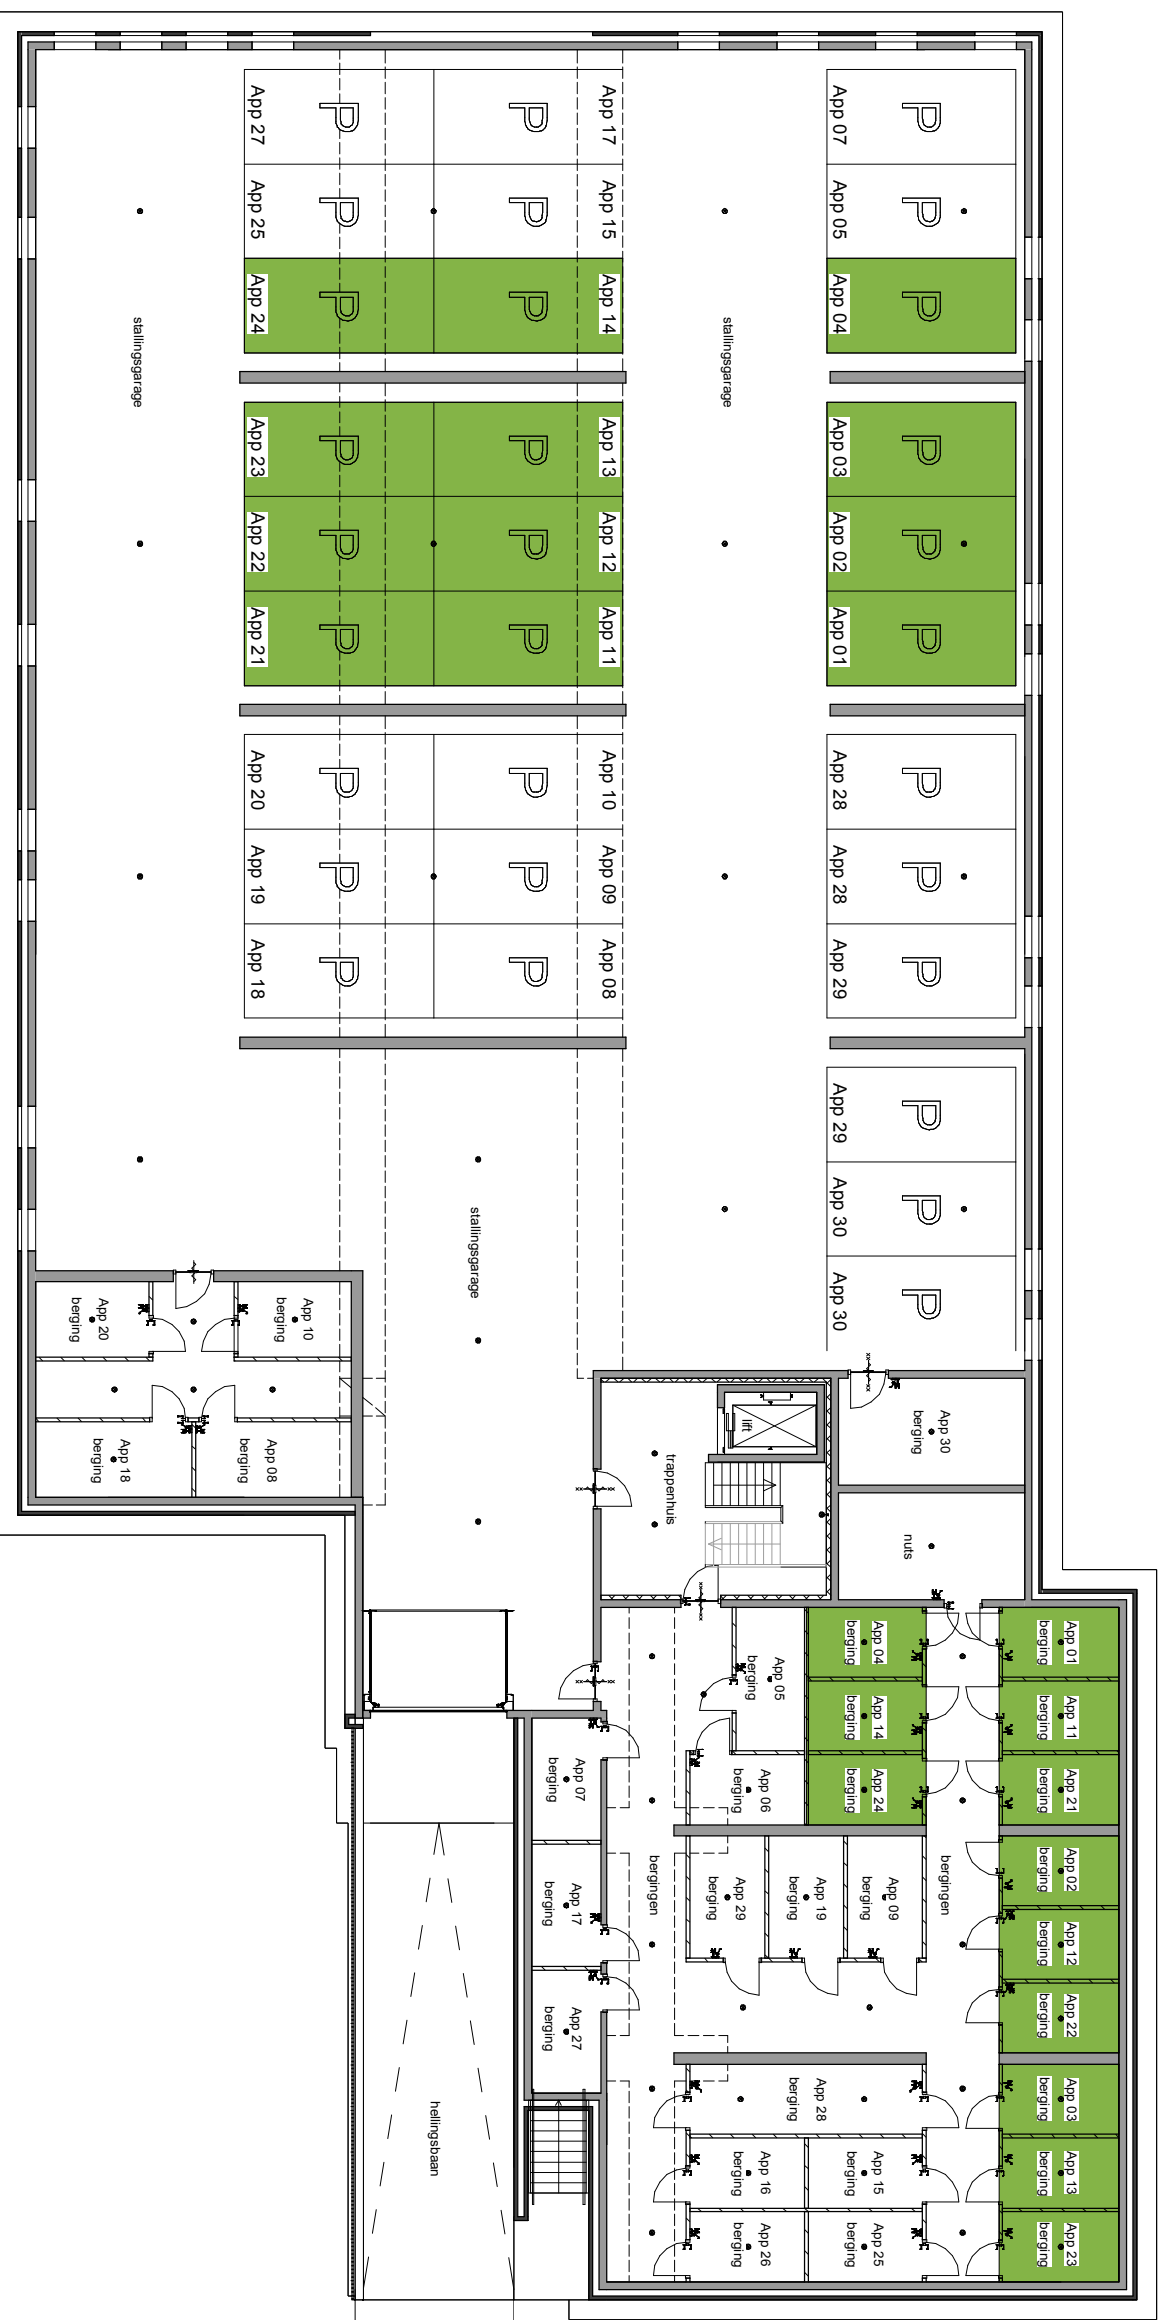 App 27
P
P
App 17
App 07
P
App 25
P
P
App 15
App 05
P
App 24
P
P
App 14
App 04
P
stallingsgarage
stallingsgarage
App 23
P
P
App 13
App 03
P
App 22
P
P
App 12
App 02
P
App 21
P
P
App 11
App 01
P
App 20
P
P
App 10
App 28
P
App 19
P
P
App 09
App 28
P
App 18
P
P
App 08
App 29
P
App 29
P
App 30
P
App 30
P
stallingsgarage
App 20
berging
App 10
berging
App 18
berging
App 08
berging
lift
trappenhuis
App 30
berging
nuts
App 05
berging
App 04
berging
App 01
berging
App 14
berging
App 11
berging
App 07
berging
App 06
berging
App 24
berging
App 21
berging
bergingen
bergingen
App 17
berging
App 29
berging
App 19
berging
App 09
berging
App 02
berging
App 12
berging
App 27
berging
App 22
berging
hellingsbaan
App 28
berging
App 03
berging
App 16
berging
App 15
berging
App 13
berging
App 26
berging
App 25
berging
App 23
berging